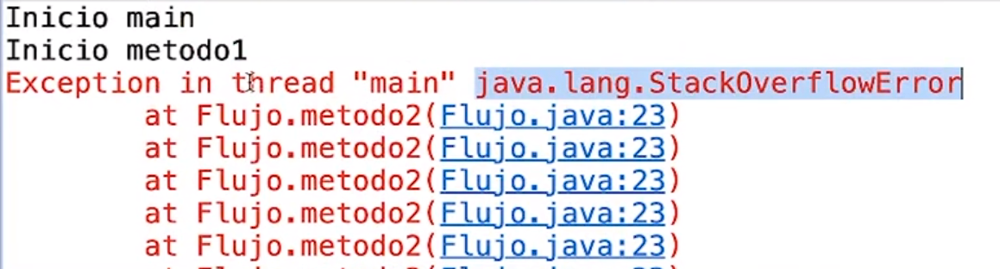 Inicio main
Inicio metodo1
Exception in thread "main" java.lang.StackOverflowError
at Flujo.metodo2(Flujo.java:23)
at Flujo.metodo2(Flujo.java:23)
at Flujo.metodo2(Flujo.java:23)
at Flujo.metodo2(Flujo.java:23)
at Flujo.metodo2(Flujo.java:23)